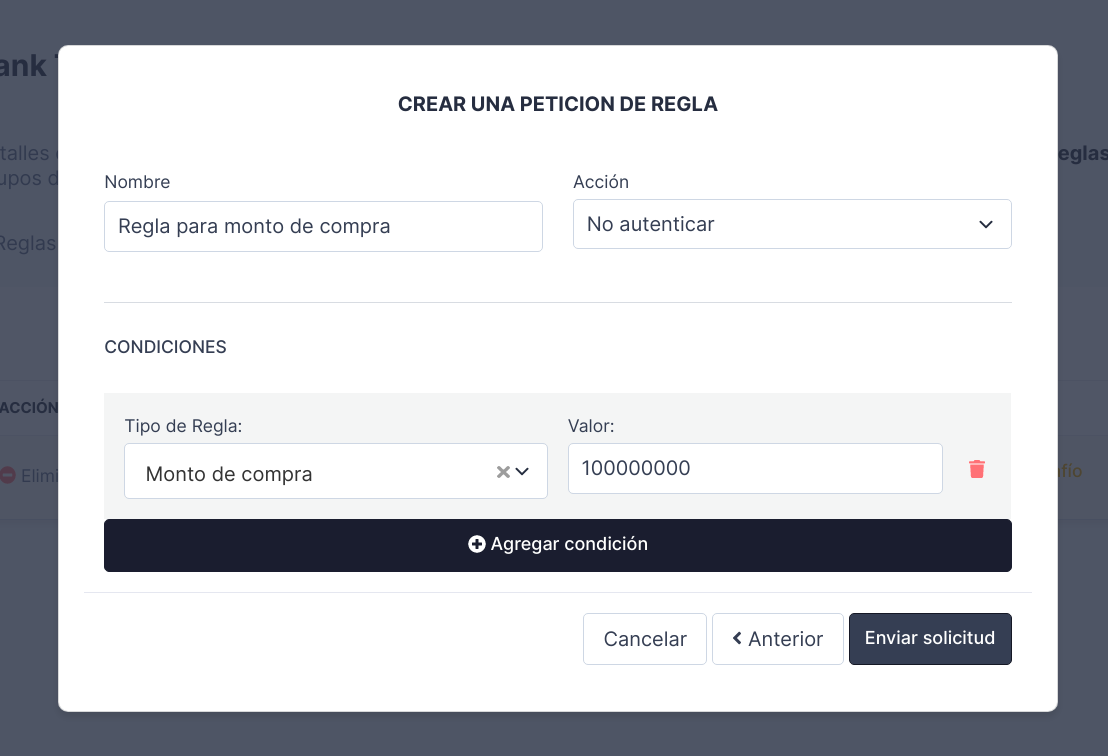 ank
CREAR UNA PETICION DE REGLA
talles
eglas
upos d
Nombre
Acción
Regla para monto de compra
No autenticar
Reglas
CONDICIONES
ACCIÓN
Tipo de Regla:
Valor:
Monto de compra
100000000
Elimi
fío
Agregar condición
Cancelar
Anterior
Enviar solicitud